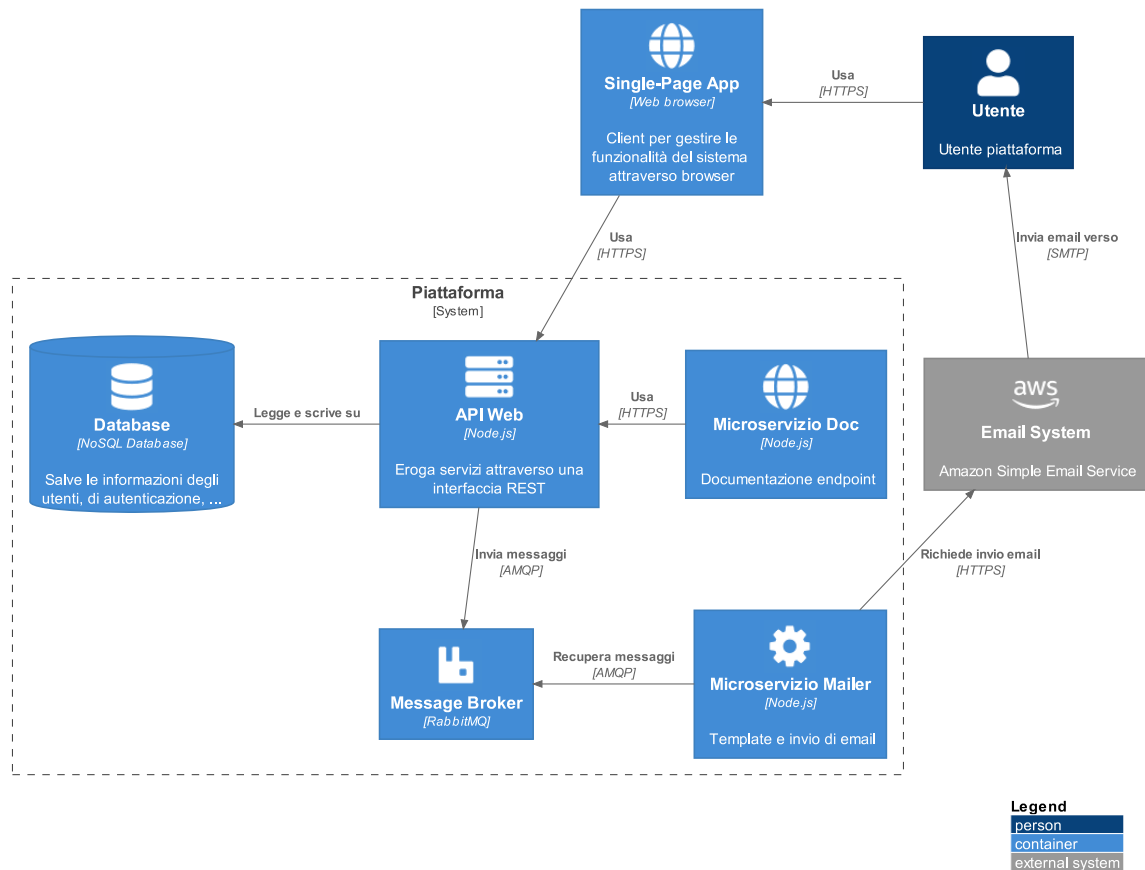 Single-Page App
[Web browser]
Client per gestire le
funzionalità del sistema
attraverso browser
Usa
[HTTPS]
Utente
Utente piattaforma
Usa
[HTTPS]
Invia email verso
[SMTP]
Piattaforma
[System]
Database
[NoSQL Database]
Salve le informazioni degli
utenti, di autenticazione, ...
Legge e scrive su
API Web
[Node.js]
Eroga servizi attraverso una
interfaccia REST
Usa
[HTTPS]
Microservizio Doc
[Node.js]
Documentazione endpoint
aws
Email System
Amazon Simple Email Service
Invia messaggi
[AMQP]
Richiede invio email
[HTTPS]
Message Broker
[RabbitMQ]
Recupera messaggi
[AMQP]
Microservizio Mailer
[Node.js]
Template e invio di email
Legend
person
container
external system